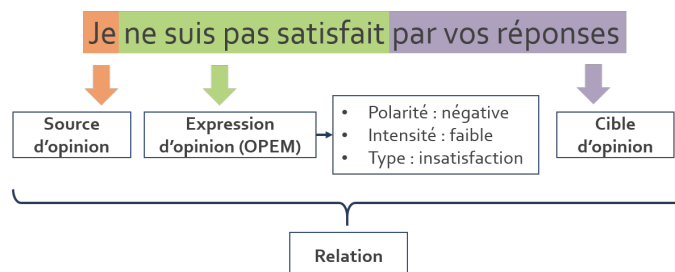 Je ne suis pas satisfait par vos réponses
Source
d'opinion
Expression
d'opinion (OPEM)
• Polarité : négative
• Intensité : faible
• Type : insatisfaction
Cible
d'opinion
Relation